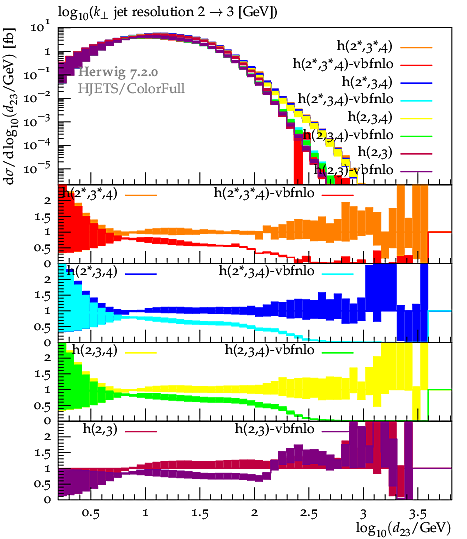 log10(k⊥ jet resolution 2 → 3 [GeV])
dσ/dlog10(d23/GeV) [fb]
10^1
1
10^−1
10^−2
10^−3
10^−4
10^−5
Herwig 7.2.0
HJETS/ColorFull
h(2*,3*,4)
h(2*,3*,4)-vbfnlo
h(2*,3,4)
h(2*,3,4)-vbfnlo
h(2,3,4)
h(2,3,4)-vbfnlo
h(2,3)
h(2,3)-vbfnlo
h(2*,3*,4) h(2*,3*,4)-vbfnlo
2
1.5
1
0.5
0
h(2*,3,4) h(2*,3,4)-vbfnlo
2
1.5
1
0.5
0
h(2,3,4) h(2,3,4)-vbfnlo
2
1.5
1
0.5
0
h(2,3) h(2,3)-vbfnlo
2
1.5
1
0.5
0
0.5 1 1.5 2 2.5 3 3.5
log10(d23/GeV)